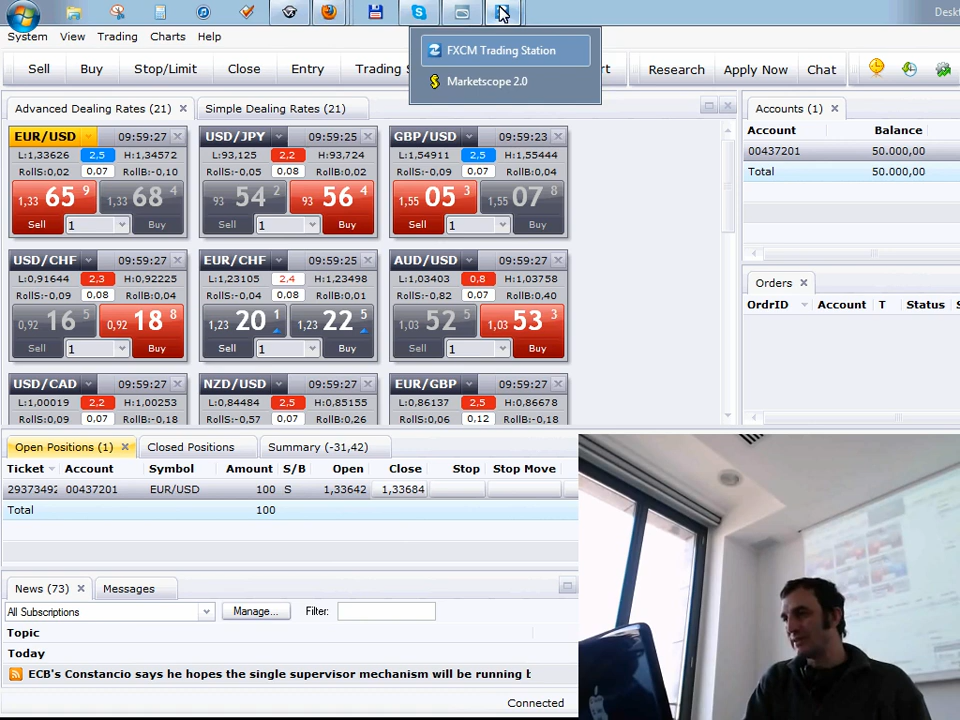 Deskt
System View Trading Charts Help
FXCM Trading Station
Marketscope 2.0
Sell Buy Stop/Limit Close Entry Trading S rt Research Apply Now Chat
Advanced Dealing Rates (21) Simple Dealing Rates (21)
EUR/USD 09:59:27
L:1,33626 2,5 H:1,34572
RollS:0,02 0,07 RollB:-0,10
1,33 65 9 1,33 68 4
Sell 1 Buy
USD/JPY 09:59:25
L:93,125 2,2 H:93,724
RollS:-0,05 0,08 RollB:0,02
93 54 2 93 56 4
Sell 1 Buy
GBP/USD 09:59:23
L:1,54911 2,5 H:1,55444
RollS:-0,09 0,07 RollB:0,04
1,55 05 3 1,55 07 8
Sell 1 Buy
USD/CHF 09:59:27
L:0,91644 2,3 H:0,92225
RollS:-0,09 0,08 RollB:0,04
0,92 16 5 0,92 18 8
Sell 1 Buy
EUR/CHF 09:59:25
L:1,23105 2,4 H:1,23498
RollS:-0,04 0,08 RollB:0,01
1,23 20 1 1,23 22 5
Sell 1 Buy
AUD/USD 09:59:27
L:1,03403 0,8 H:1,03758
RollS:-0,82 0,07 RollB:0,40
1,03 52 5 1,03 53 3
Sell 1 Buy
USD/CAD 09:59:27
L:1,00019 2,2 H:1,00253
RollS:-0,09 0,07 RollB:-0,18
NZD/USD 09:59:27
L:0,84484 2,5 H:0,85155
RollS:-0,57 0,07 RollB:0,26
EUR/GBP 09:59:27
L:0,86137 2,5 H:0,86678
RollS:0,06 0,12 RollB:-0,18
Accounts (1)
Account Balance
00437201 50.000,00
Total 50.000,00
Orders
OrdrID Account T Status S
Open Positions (1) Closed Positions Summary (-31,42)
Ticket Account Symbol Amount S/B Open Close Stop Stop Move
29373492 00437201 EUR/USD 100 S 1,33642 1,33684
Total 100
News (73) Messages
All Subscriptions Manage... Filter:
Topic
Today
ECB's Constancio says he hopes the single supervisor mechanism will be running b
Connected